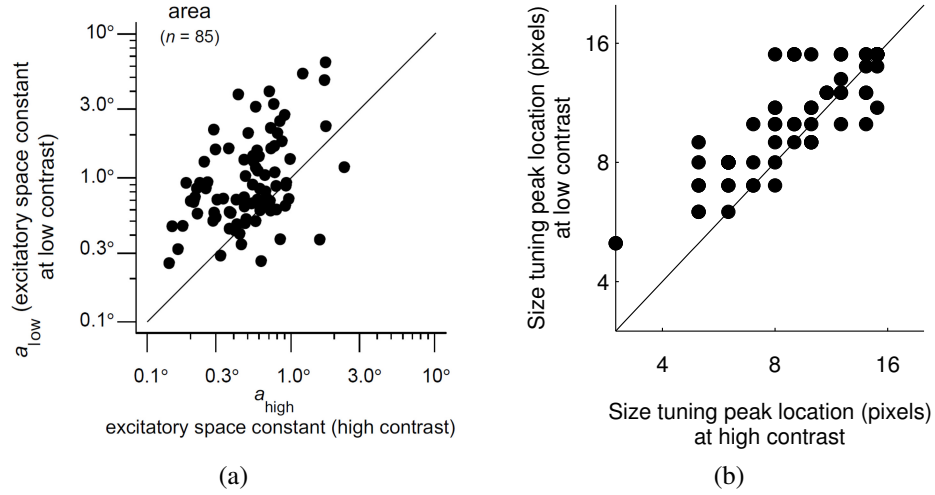 area
(n = 85)
10°
3.0°
1.0°
0.3°
0.1°
a_low (excitatory space constant
at low contrast)
0.1°
0.3°
1.0°
3.0°
10°
a_high
excitatory space constant (high contrast)
(a)
Size tuning peak location (pixels)
at low contrast
16
8
4
4
8
16
Size tuning peak location (pixels)
at high contrast
(b)